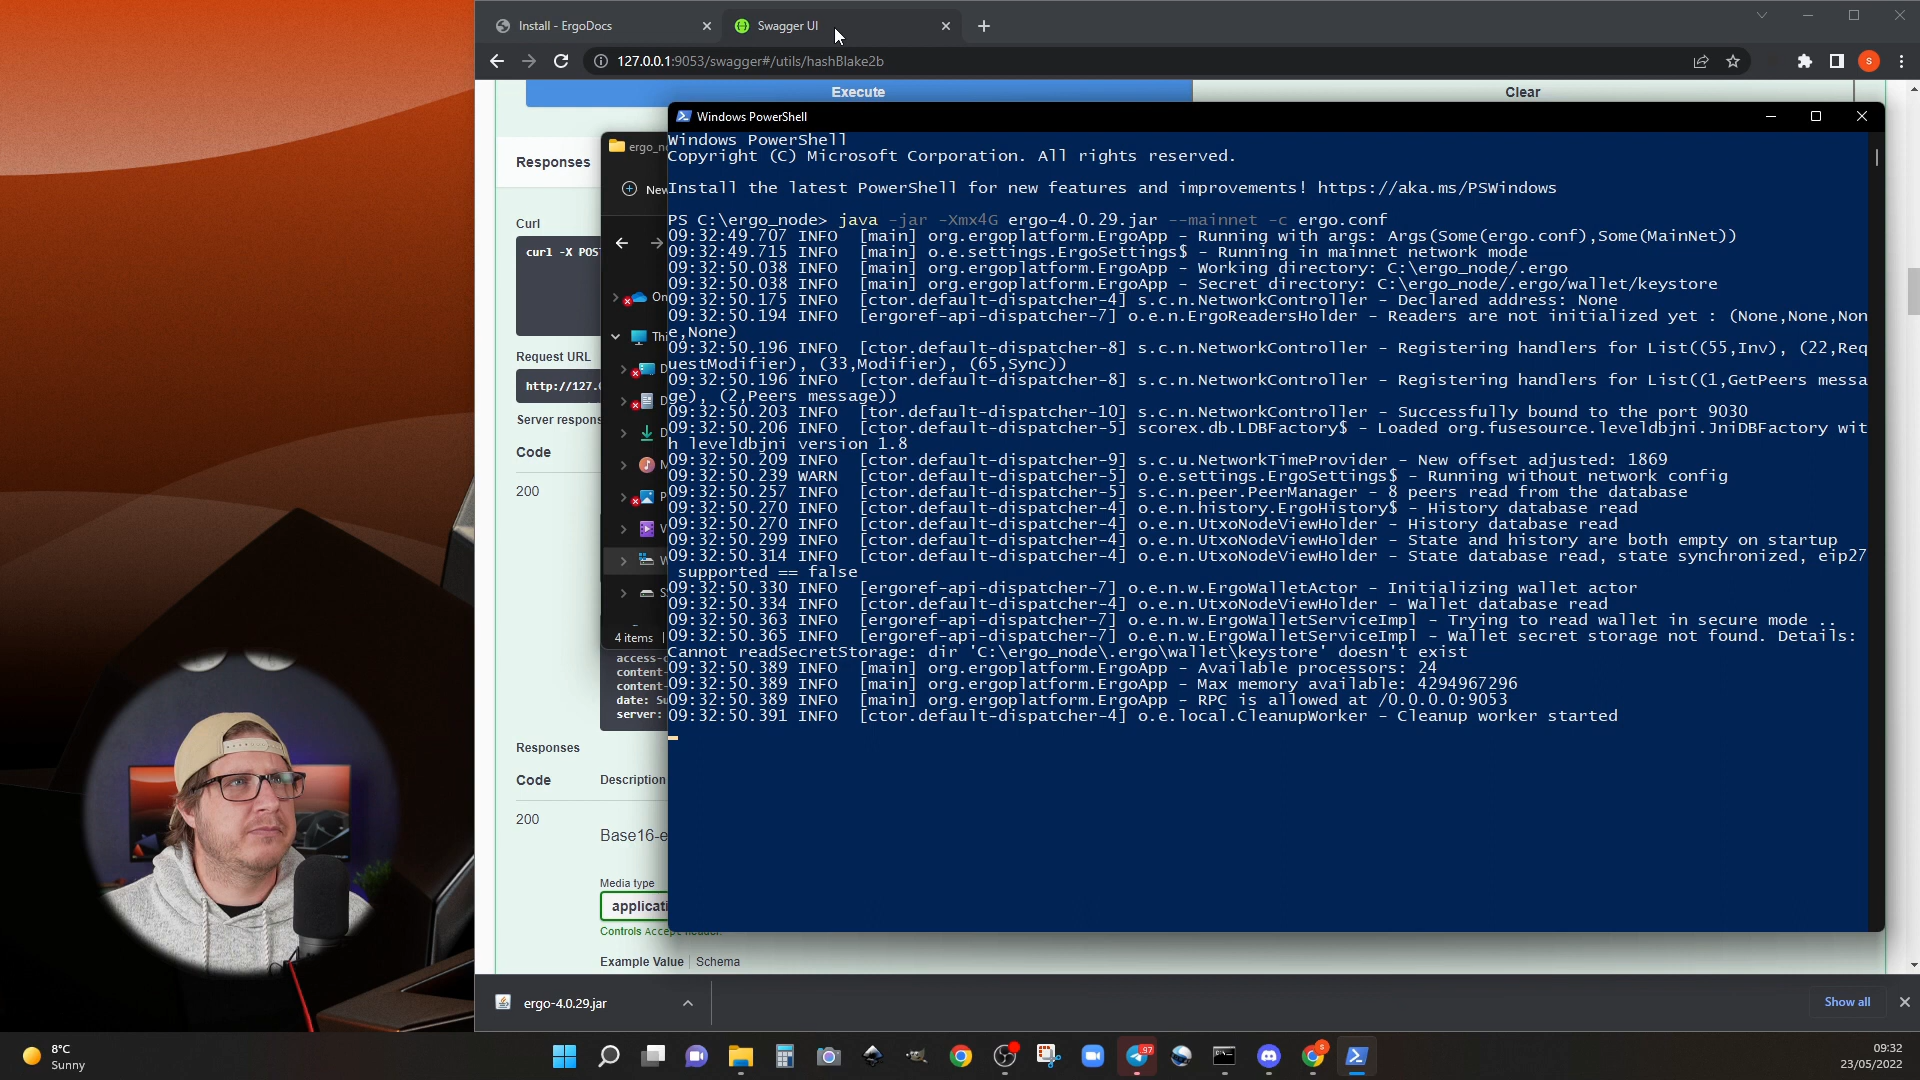 Install - ErgoDocs
Swagger UI
127.0.0.1:9053/swagger#/utils/hashBlake2b
S
Execute
Clear
Windows PowerShell
Responses
Curl
curl -X POS
Request URL
http://127.
Server respons
Code
200
ergo_no
New
On
Thi
4 items
access-c
content-
content-
date: Su
server:
Windows PowerShell
Copyright (C) Microsoft Corporation. All rights reserved.
Install the latest PowerShell for new features and improvements! https://aka.ms/PSWindows
PS C:\ergo_node> java -jar -Xmx4G ergo-4.0.29.jar --mainnet -c ergo.conf
09:32:49.707 INFO  [main] org.ergoplatform.ErgoApp - Running with args: Args(Some(ergo.conf),Some(MainNet))
09:32:49.715 INFO  [main] o.e.settings.ErgoSettings$ - Running in mainnet network mode
09:32:50.038 INFO  [main] org.ergoplatform.ErgoApp - Working directory: C:\ergo_node/.ergo
09:32:50.038 INFO  [main] org.ergoplatform.ErgoApp - Secret directory: C:\ergo_node/.ergo/wallet/keystore
09:32:50.175 INFO  [ctor.default-dispatcher-4] s.c.n.NetworkController - Declared address: None
09:32:50.194 INFO  [ergoref-api-dispatcher-7] o.e.n.ErgoReadersHolder - Readers are not initialized yet : (None,None,Non
e,None)
09:32:50.196 INFO  [ctor.default-dispatcher-8] s.c.n.NetworkController - Registering handlers for List((55,Inv), (22,Req
uestModifier), (33,Modifier), (65,Sync))
09:32:50.196 INFO  [ctor.default-dispatcher-8] s.c.n.NetworkController - Registering handlers for List((1,GetPeers messa
ge), (2,Peers message))
09:32:50.203 INFO  [tor.default-dispatcher-10] s.c.n.NetworkController - Successfully bound to the port 9030
09:32:50.206 INFO  [ctor.default-dispatcher-5] scorex.db.LDBFactory$ - Loaded org.fusesource.leveldbjni.JniDBFactory wit
h leveldbjni version 1.8
09:32:50.209 INFO  [ctor.default-dispatcher-9] s.c.u.NetworkTimeProvider - New offset adjusted: 1869
09:32:50.239 WARN  [ctor.default-dispatcher-5] o.e.settings.ErgoSettings$ - Running without network config
09:32:50.257 INFO  [ctor.default-dispatcher-5] s.c.n.peer.PeerManager - 8 peers read from the database
09:32:50.270 INFO  [ctor.default-dispatcher-4] o.e.n.history.ErgoHistory$ - History database read
09:32:50.270 INFO  [ctor.default-dispatcher-4] o.e.n.UtxoNodeViewHolder - History database read
09:32:50.299 INFO  [ctor.default-dispatcher-4] o.e.n.UtxoNodeViewHolder - State and history are both empty on startup
09:32:50.314 INFO  [ctor.default-dispatcher-4] o.e.n.UtxoNodeViewHolder - State database read, state synchronized, eip27
supported == false
09:32:50.330 INFO  [ergoref-api-dispatcher-7] o.e.n.w.ErgoWalletActor - Initializing wallet actor
09:32:50.334 INFO  [ctor.default-dispatcher-4] o.e.n.UtxoNodeViewHolder - Wallet database read
09:32:50.363 INFO  [ergoref-api-dispatcher-7] o.e.n.w.ErgoWalletServiceImpl - Trying to read wallet in secure mode ..
09:32:50.365 INFO  [ergoref-api-dispatcher-7] o.e.n.w.ErgoWalletServiceImpl - Wallet secret storage not found. Details:
Cannot readSecretStorage: dir 'C:\ergo_node\.ergo\wallet\keystore' doesn't exist
09:32:50.389 INFO  [main] org.ergoplatform.ErgoApp - Available processors: 24
09:32:50.389 INFO  [main] org.ergoplatform.ErgoApp - Max memory available: 4294967296
09:32:50.389 INFO  [main] org.ergoplatform.ErgoApp - RPC is allowed at /0.0.0.0:9053
09:32:50.391 INFO  [ctor.default-dispatcher-4] o.e.local.CleanupWorker - Cleanup worker started
Responses
Code
Description
200
Base16-e
Media type
applicati
Controls Accept header.
Example Value
Schema
ergo-4.0.29.jar
Show all
8°C
Sunny
97
09:32
23/05/2022